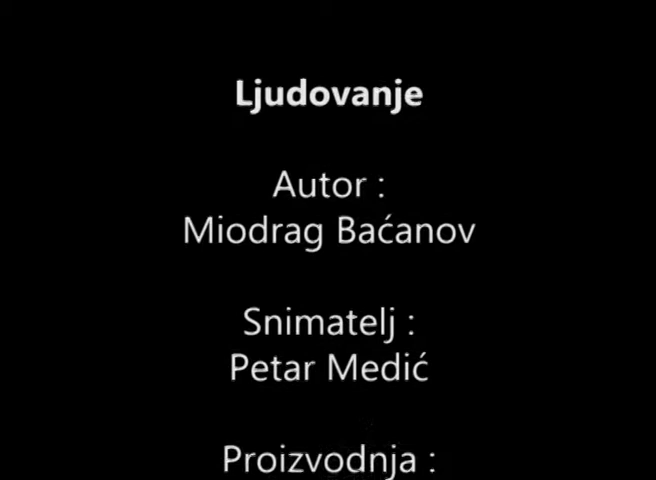 Ljudovanje
Autor :
Miodrag Baćanov
Snimatelj :
Petar Medić
Proizvodnja :